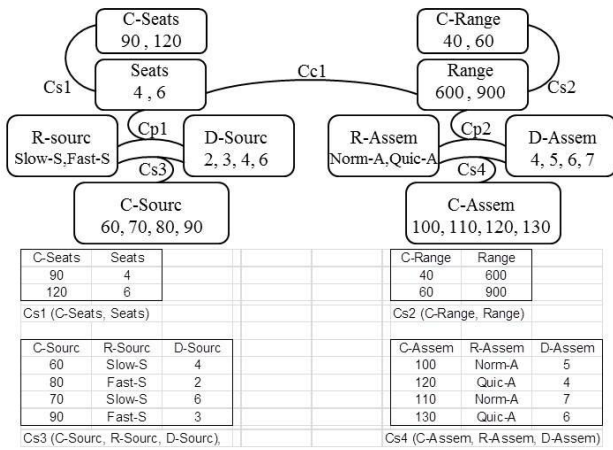 C-Seats
90 , 120
C-Range
40 , 60
Cs1
Seats
4 , 6
Cc1
Range
600 , 900
Cs2
R-sourc
Slow-S,Fast-S
Cp1
Cs3
D-Sourc
2, 3, 4, 6
R-Assem
Norm-A,Quic-A
Cp2
Cs4
D-Assem
4, 5, 6, 7
C-Sourc
60, 70, 80, 90
C-Assem
100, 110, 120, 130
C-Seats Seats
90 4
120 6
Cs1 (C-Seats, Seats)
C-Range Range
40 600
60 900
Cs2 (C-Range, Range)
C-Sourc R-Sourc D-Sourc
60 Slow-S 4
80 Fast-S 2
70 Slow-S 6
90 Fast-S 3
Cs3 (C-Sourc, R-Sourc, D-Sourc),
C-Assem R-Assem D-Assem
100 Norm-A 5
120 Quic-A 4
110 Norm-A 7
130 Quic-A 6
Cs4 (C-Assem, R-Assem, D-Assem)